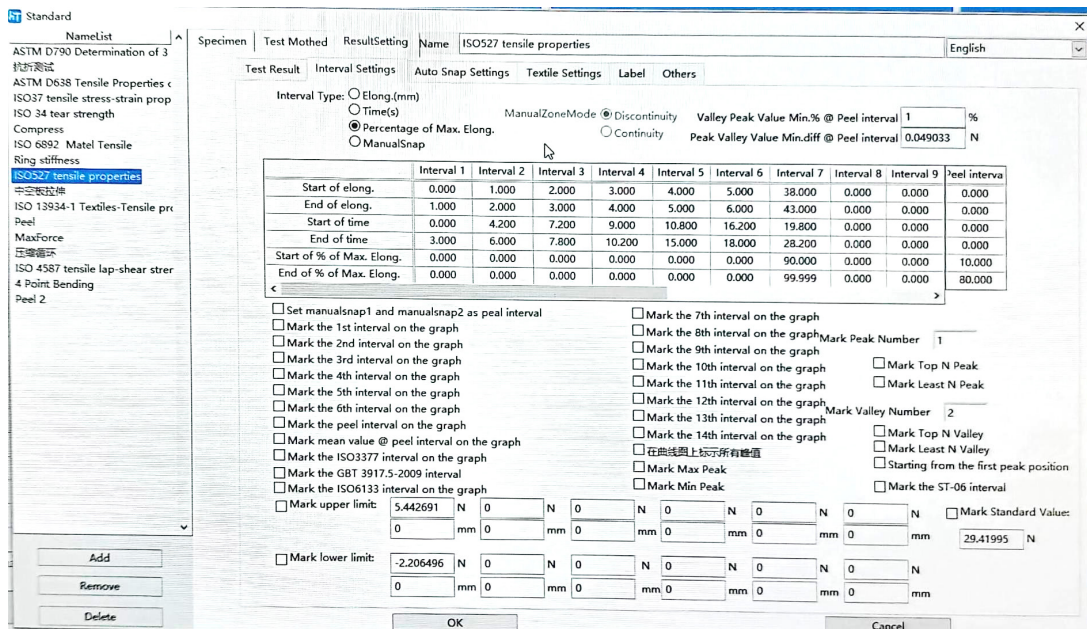 Standard
NameList
ASTM D790 Determination of 3
抗折测试
ASTM D638 Tensile Properties c
ISO37 tensile stress-strain prop
ISO 34 tear strength
Compress
ISO 6892 Matel Tensile
Ring stiffness
ISO527 tensile properties
中空板拉伸
ISO 13934-1 Textiles-Tensile pro
Peel
MaxForce
压缩循环
ISO 4587 tensile lap-shear strer
4 Point Bending
Peel 2
Add
Remove
Delete
Specimen Test Mothed ResultSetting Name ISO527 tensile properties English
Test Result Interval Settings Auto Snap Settings Textile Settings Label Others
Interval Type: Elong.(mm)
Time(s)
Percentage of Max. Elong.
ManualSnap
ManualZoneMode Discontinuity
Continuity
Valley Peak Value Min.% @ Peel interval 1 %
Peak Valley Value Min.diff @ Peel interval 0.049033 N
Interval 1 Interval 2 Interval 3 Interval 4 Interval 5 Interval 6 Interval 7 Interval 8 Interval 9 Peel interva
Start of elong. 0.000 1.000 2.000 3.000 4.000 5.000 38.000 0.000 0.000 0.000
End of elong. 1.000 2.000 3.000 4.000 5.000 6.000 43.000 0.000 0.000 0.000
Start of time 0.000 4.200 7.200 9.000 10.800 16.200 19.800 0.000 0.000 0.000
End of time 3.000 6.000 7.800 10.200 15.000 18.000 28.200 0.000 0.000 0.000
Start of % of Max. Elong. 0.000 0.000 0.000 0.000 0.000 0.000 90.000 0.000 0.000 10.000
End of % of Max. Elong. 0.000 0.000 0.000 0.000 0.000 0.000 99.999 0.000 0.000 80.000
Set manualsnap1 and manualsnap2 as peal interval
Mark the 1st interval on the graph
Mark the 2nd interval on the graph
Mark the 3rd interval on the graph
Mark the 4th interval on the graph
Mark the 5th interval on the graph
Mark the 6th interval on the graph
Mark the peel interval on the graph
Mark mean value @ peel interval on the graph
Mark the ISO3377 interval on the graph
Mark the GBT 3917.5-2009 interval
Mark the ISO6133 interval on the graph
Mark the 7th interval on the graph
Mark the 8th interval on the graph
Mark the 9th interval on the graph
Mark the 10th interval on the graph
Mark the 11th interval on the graph
Mark the 12th interval on the graph
Mark the 13th interval on the graph
Mark the 14th interval on the graph
在曲线图上标示所有峰值
Mark Max Peak
Mark Min Peak
Mark Peak Number 1
Mark Top N Peak
Mark Least N Peak
Mark Valley Number 2
Mark Top N Valley
Mark Least N Valley
Starting from the first peak position
Mark the ST-06 interval
Mark upper limit: 5.442691 N 0 N 0 N 0 N 0 N 0 N Mark Standard Value:
0 mm 0 mm 0 mm 0 mm 0 mm 0 mm 29.41995 N
Mark lower limit: -2.206496 N 0 N 0 N 0 N 0 N 0 N
0 mm 0 mm 0 mm 0 mm 0 mm 0 mm
OK Cancel